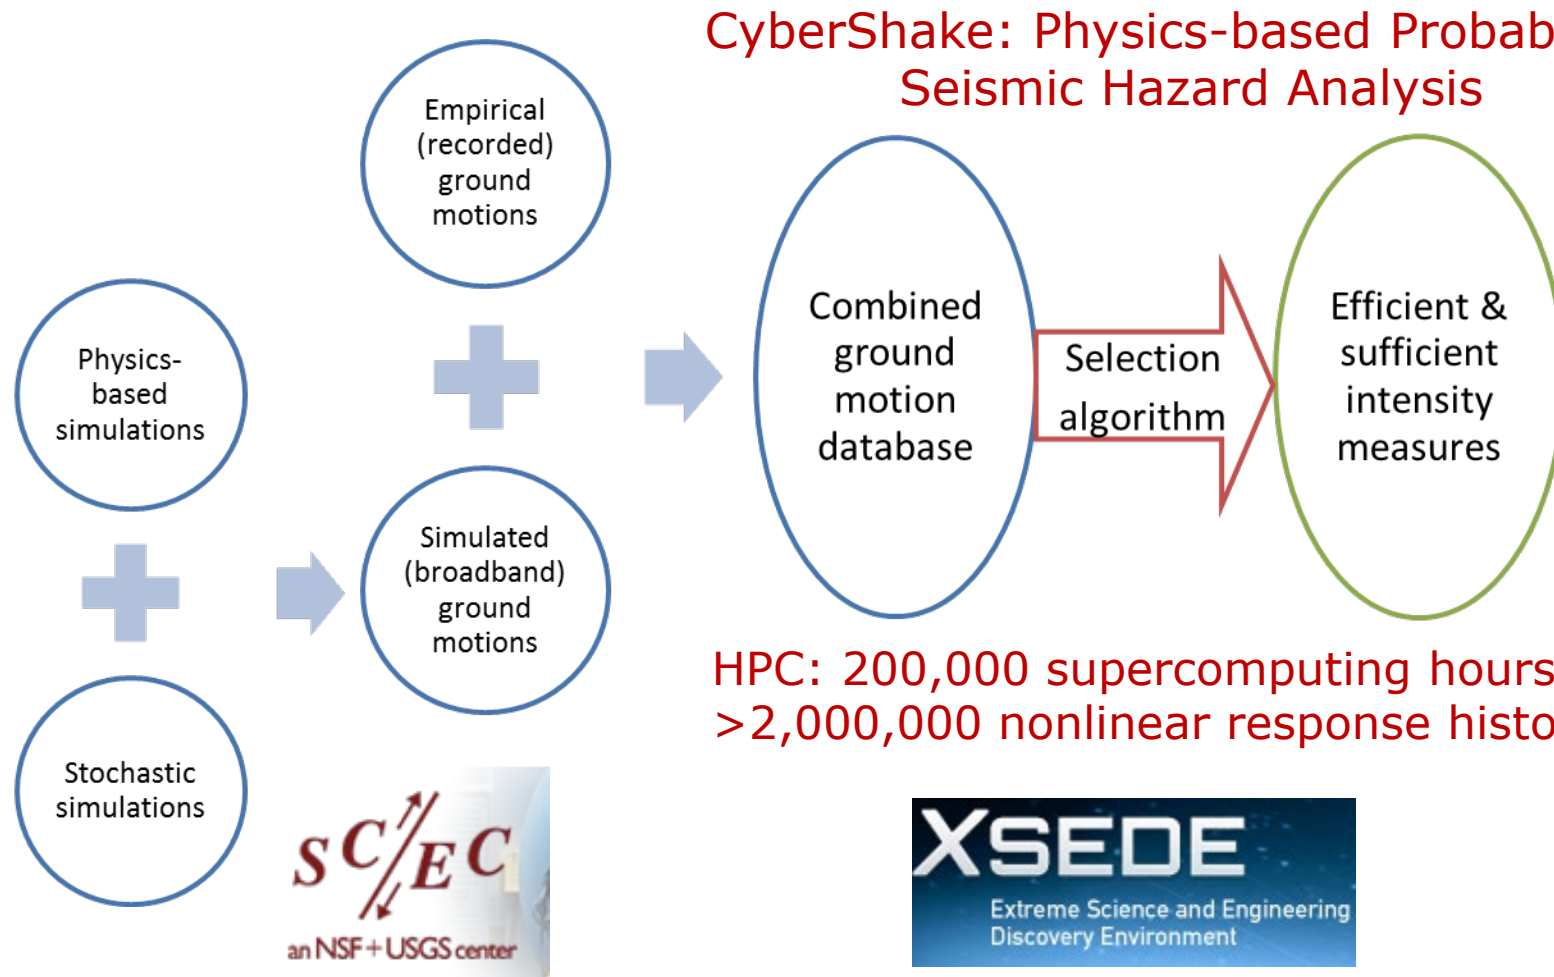 CyberShake: Physics-based Probab
Seismic Hazard Analysis
Empirical
(recorded)
ground
motions
Physics-
based
simulations
Combined
ground
motion
database
Selection
algorithm
Efficient &
sufficient
intensity
measures
Simulated
(broadband)
ground
motions
Stochastic
simulations
HPC: 200,000 supercomputing hours
>2,000,000 nonlinear response histo
SC/EC
an NSF+USGS center
XSEDE
Extreme Science and Engineering
Discovery Environment